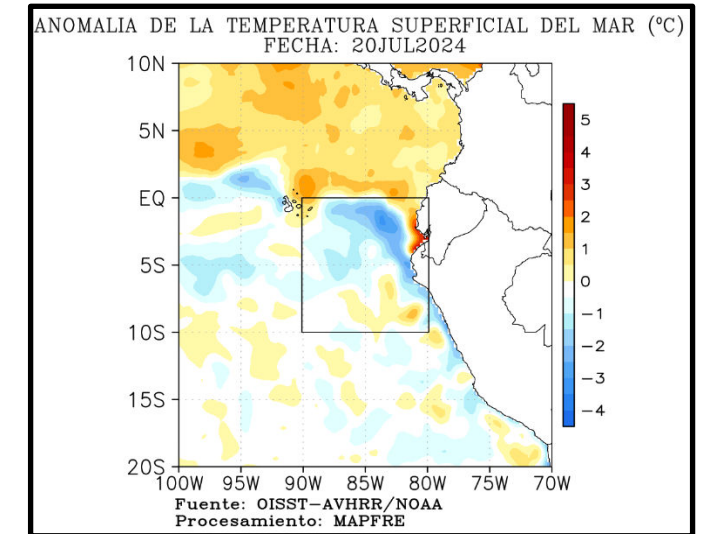 ANOMALIA DE LA TEMPERATURA SUPERFICIAL DEL MAR (ºC)
FECHA: 20JUL2024
10N
5N
EQ
5S
10S
15S
20S
100W 95W 90W 85W 80W 75W 70W
5
4
3
2
1
0
−1
−2
−3
−4
Fuente: OISST−AVHRR/NOAA
Procesamiento: MAPFRE